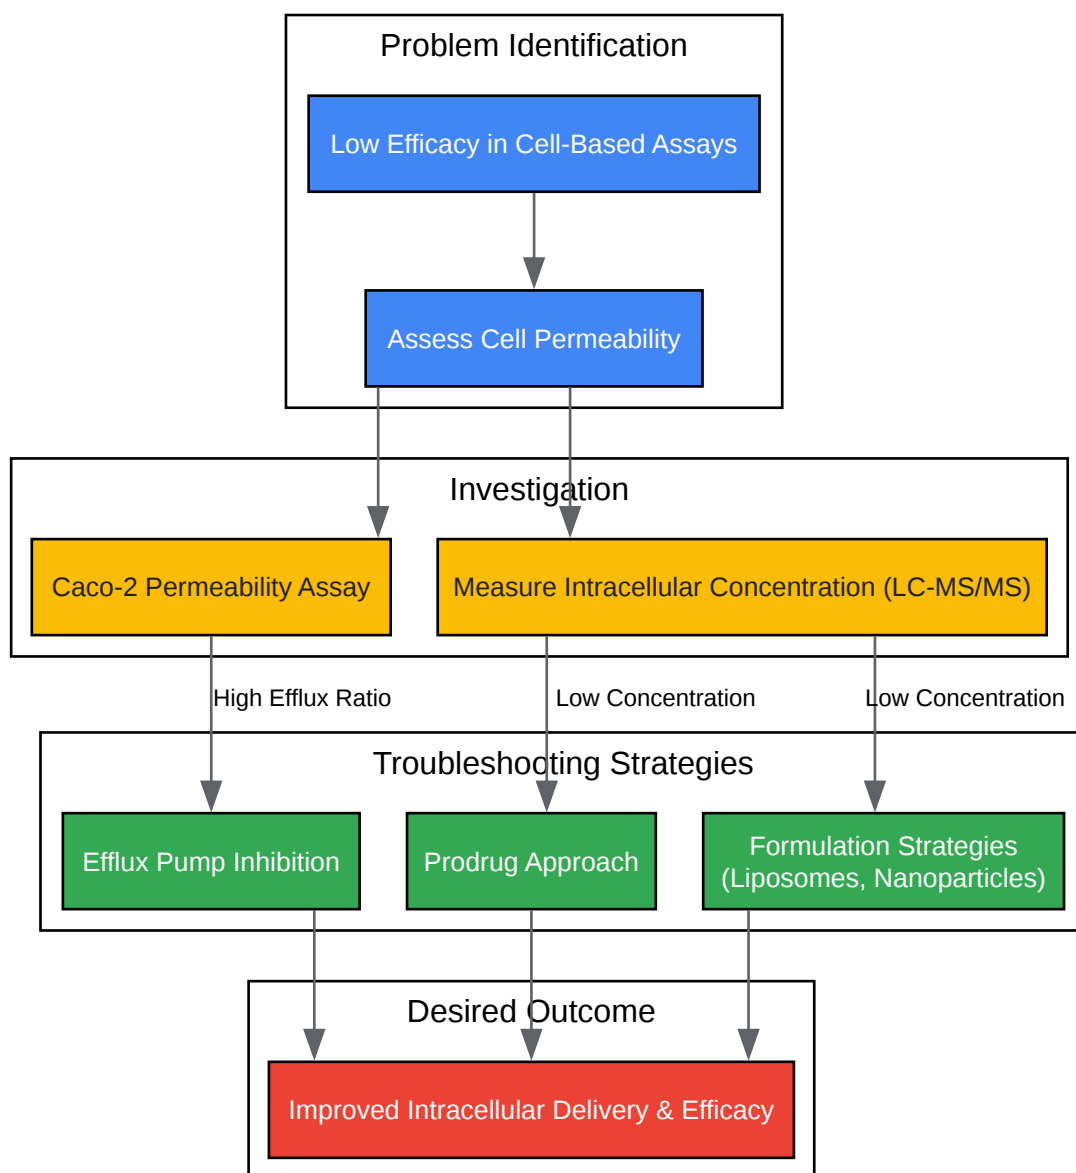 Problem Identification
Low Efficacy in Cell-Based Assays
Assess Cell Permeability
Investigation
Caco-2 Permeability Assay
Measure Intracellular Concentration (LC-MS/MS)
High Efflux Ratio
Low Concentration
Low Concentration
Troubleshooting Strategies
Efflux Pump Inhibition
Prodrug Approach
Formulation Strategies
(Liposomes, Nanoparticles)
Desired Outcome
Improved Intracellular Delivery & Efficacy